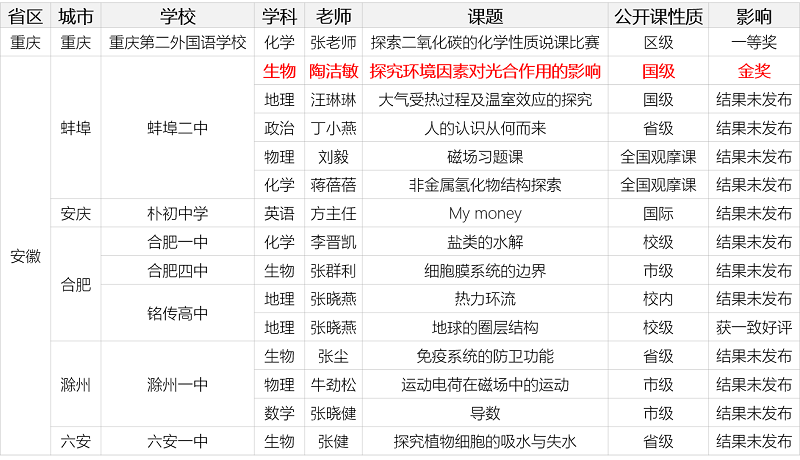 省区 城市 学校 学科 老师 课题 公开课性质 影响
重庆 重庆 重庆第二外国语学校 化学 张老师 探索二氧化碳的化学性质说课比赛 区级 一等奖
安徽 蚌埠 蚌埠二中 生物 陶洁敏 探究环境因素对光合作用的影响 国级 金奖
地理 汪琳琳 大气受热过程及温室效应的探究 国级 结果未发布
政治 丁小燕 人的认识从何而来 省级 结果未发布
物理 刘毅 磁场习题课 全国观摩课 结果未发布
化学 蒋蓓蓓 非金属氢化物结构探索 全国观摩课 结果未发布
安庆 朴初中学 英语 方主任 My money 国际 结果未发布
合肥 合肥一中 化学 李晋凯 盐类的水解 校级 结果未发布
合肥四中 生物 张群利 细胞膜系统的边界 市级 结果未发布
铭传高中 地理 张晓燕 热力环流 校内 结果未发布
地理 张晓燕 地球的圈层结构 校级 获一致好评
滁州 滁州一中 生物 张尘 免疫系统的防卫功能 省级 结果未发布
物理 牛劲松 运动电荷在磁场中的运动 市级 结果未发布
数学 张晓健 导数 市级 结果未发布
六安 六安一中 生物 张健 探究植物细胞的吸水与失水 省级 结果未发布